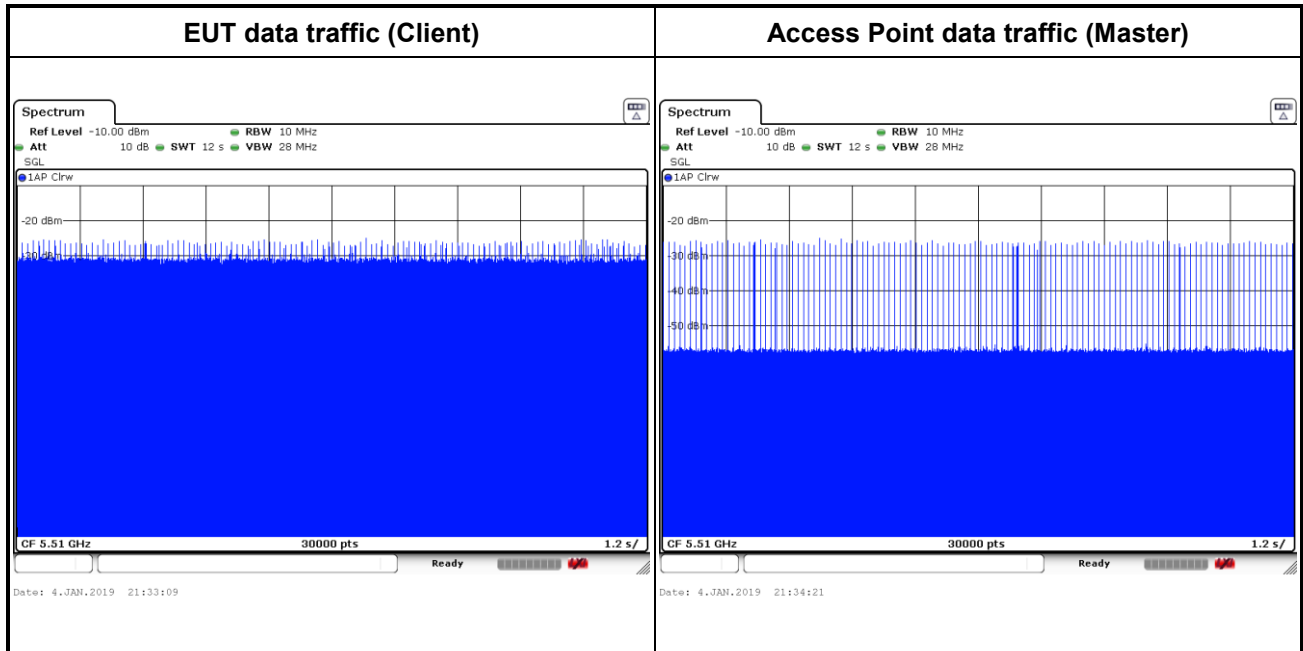 EUT data traffic (Client)
Access Point data traffic (Master)
Spectrum
Ref Level -10.00 dBm RBW 10 MHz
Att 10 dB SWT 12 s VBW 28 MHz
SGL
1AP Clrw
-20 dBm
-30 dBm
CF 5.51 GHz 30000 pts 1.2 s/
Ready
Date: 4.JAN.2019 21:33:09
Spectrum
Ref Level -10.00 dBm RBW 10 MHz
Att 10 dB SWT 12 s VBW 28 MHz
SGL
1AP Clrw
-20 dBm
-30 dBm
-40 dBm
-50 dBm
CF 5.51 GHz 30000 pts 1.2 s/
Ready
Date: 4.JAN.2019 21:34:21